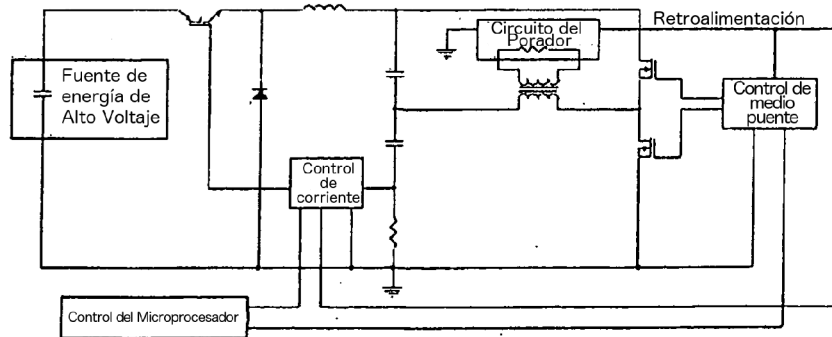 Retroalimentación
Circuito del
Porador
Fuente de
energía de
Alto Voltaje
Control de
medio
puente
Control
de
corriente
Control del Microprocesador